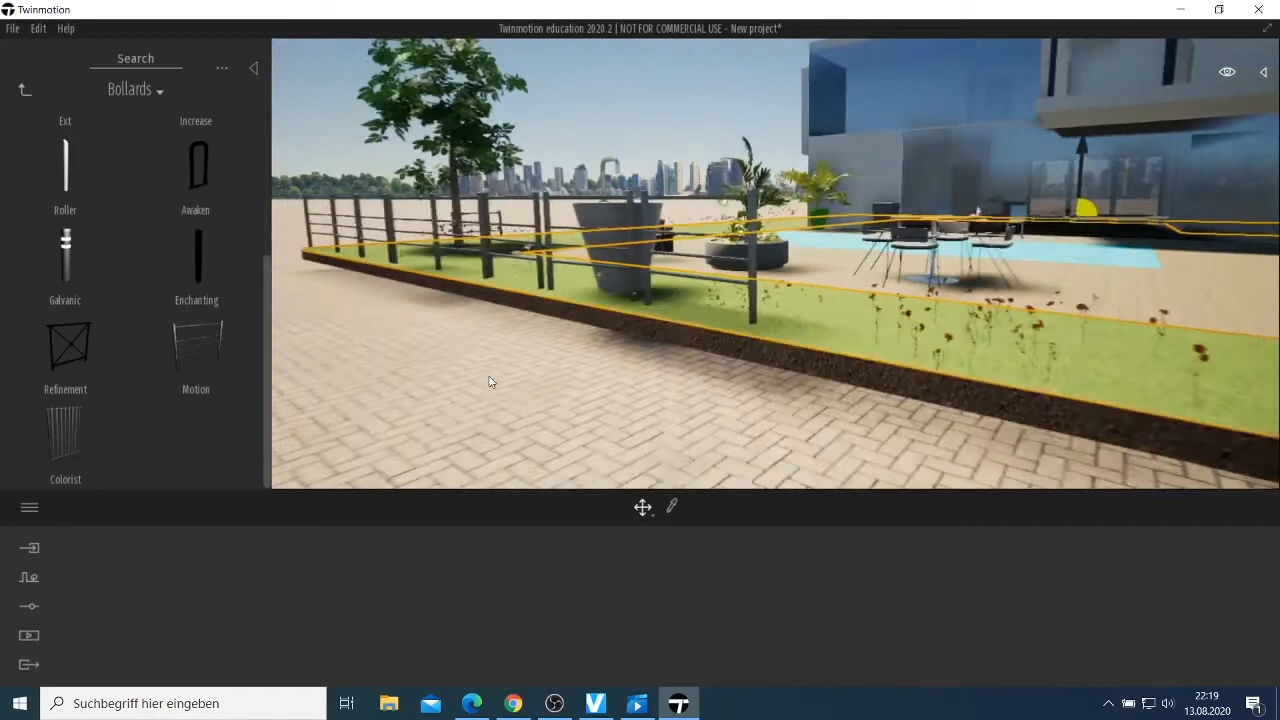 Twinmotion
File Edit Help
Twinmotion education 2020.2 | NOT FOR COMMERCIAL USE - New project*
Search
...
Bollards
Ext Increase
Roller Awaken
Galvanic Enchanting
Refinement Motion
Colorist
Suchbegriff hier eingeben
22:19
13.08.2020
1